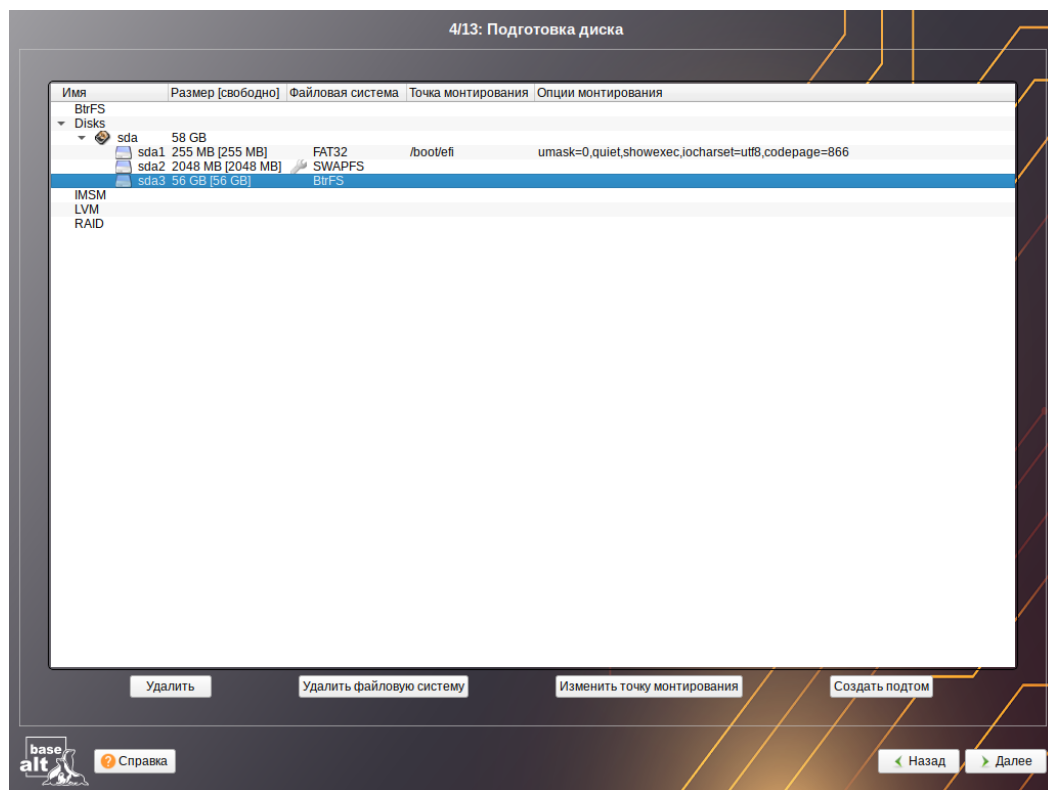 4/13: Подготовка диска
Имя Размер [свободно] Файловая система Точка монтирования Опции монтирования
BtrFS
Disks
sda 58 GB
sda1 255 MB [255 MB] FAT32 /boot/efi umask=0,quiet,showexec,iocharset=utf8,codepage=866
sda2 2048 MB [2048 MB] SWAPFS
sda3 56 GB [56 GB] BtrFS
IMSM
LVM
RAID
Удалить Удалить файловую систему Изменить точку монтирования Создать подтом
base
alt
Справка Назад Далее